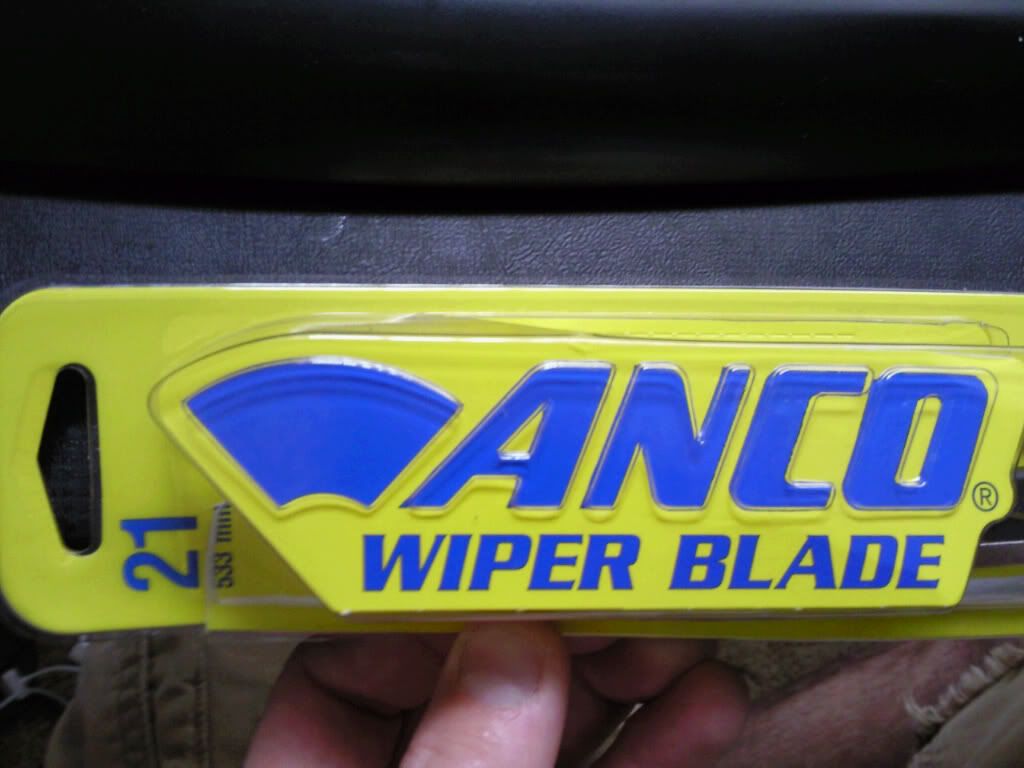 ANCO®
WIPER BLADE
21
533 mm